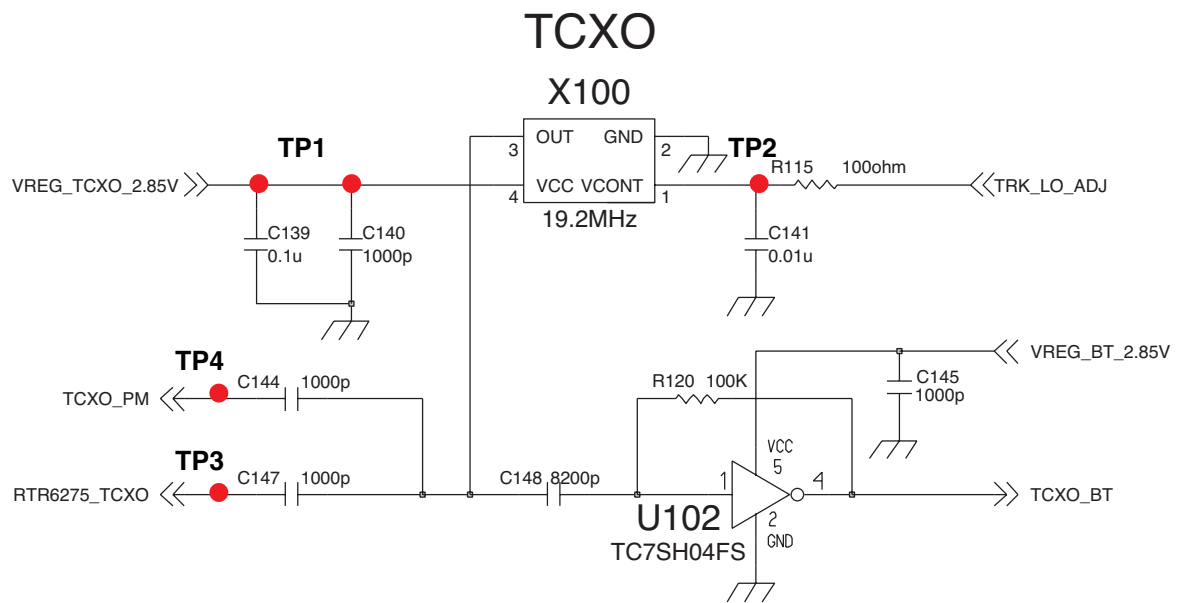 TCXO
X100
OUT GND
3 2
TP1
TP2
R115 100ohm
VREG_TCXO_2.85V
VCC VCONT
4 1
TRK_LO_ADJ
19.2MHz
C139
0.1u
C140
1000p
C141
0.01u
TP4
C144 1000p
TCXO_PM
TP3
C147 1000p
RTR6275_TCXO
VREG_BT_2.85V
R120 100K
C145
1000p
C148 8200p
VCC
5
1 4
2
GND
U102
TC7SH04FS
TCXO_BT